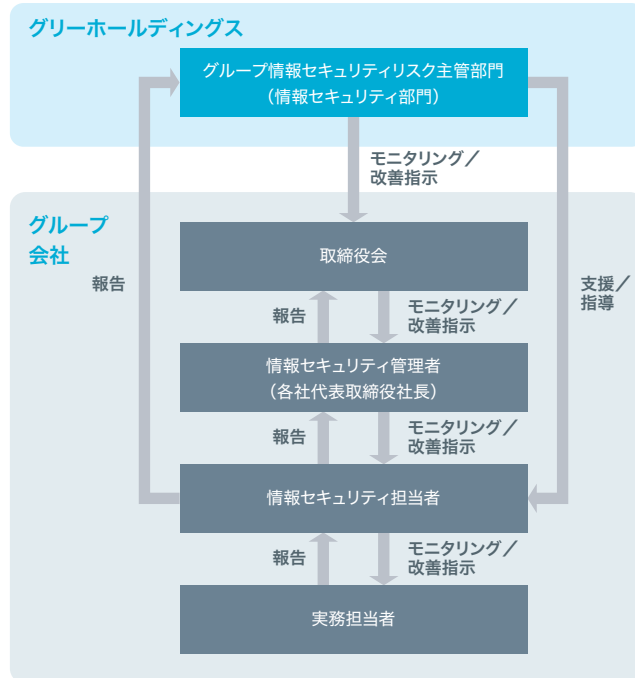 グリーホールディングス
グループ情報セキュリティリスク主管部門
（情報セキュリティ部門）
モニタリング／
改善指示
グループ
会社
取締役会
報告
支援／
指導
報告
モニタリング／
改善指示
情報セキュリティ管理者
（各社代表取締役社長）
報告
モニタリング／
改善指示
情報セキュリティ担当者
報告
モニタリング／
改善指示
実務担当者